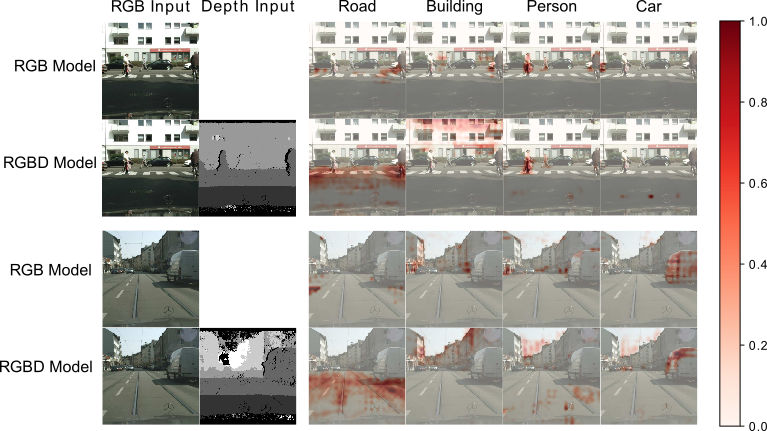 RGB Input Depth Input Road Building Person Car
RGB Model
RGBD Model
RGB Model
RGBD Model
1.0
0.8
0.6
0.4
0.2
0.0